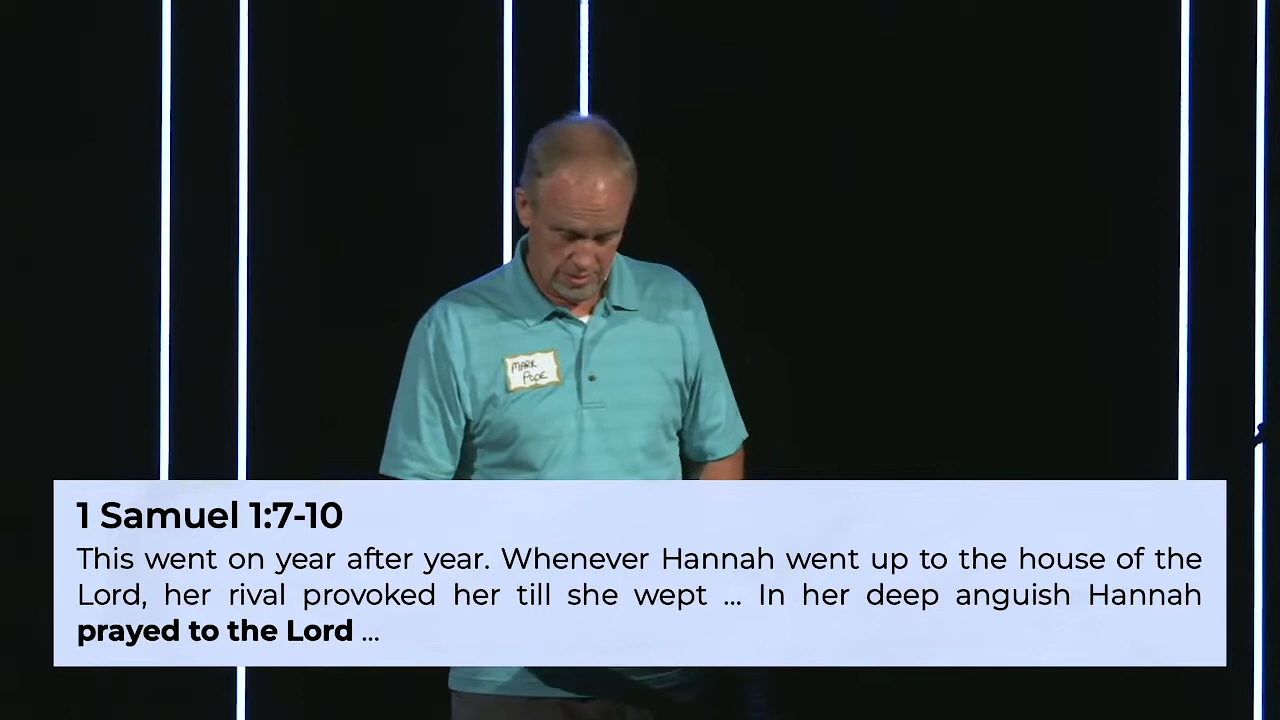 MARK
POPE
1 Samuel 1:7-10
This went on year after year. Whenever Hannah went up to the house of the
Lord, her rival provoked her till she wept ... In her deep anguish Hannah
prayed to the Lord ...